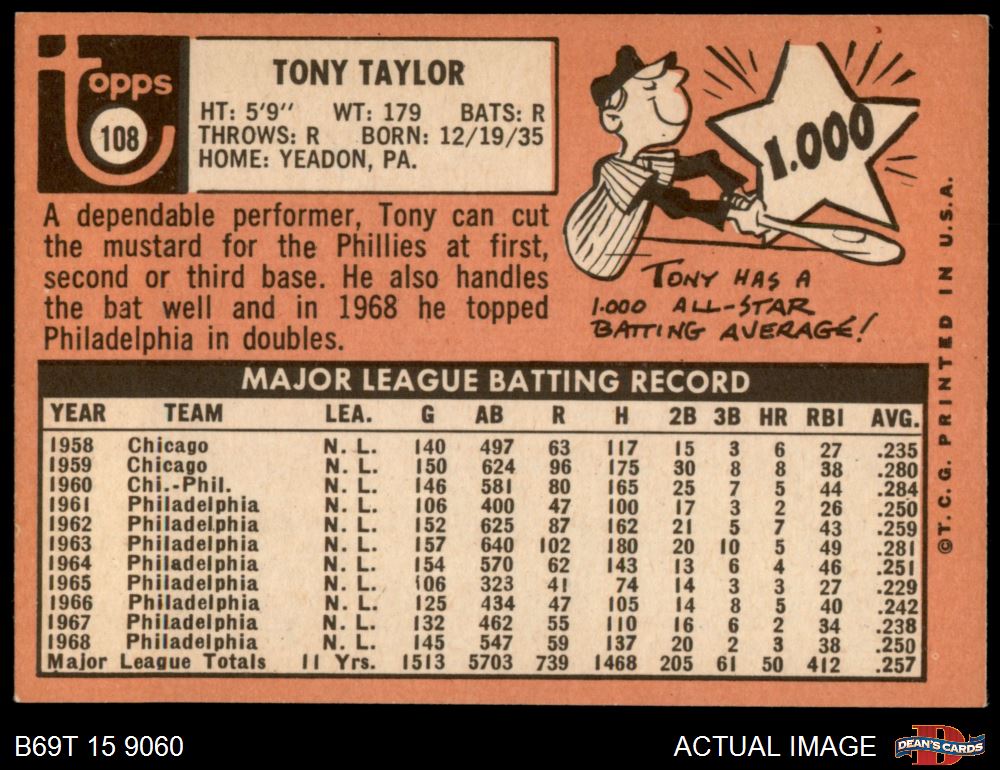 topps
108
TONY TAYLOR
HT: 5'9" WT: 179 BATS: R
THROWS: R BORN: 12/19/35
HOME: YEADON, PA.
A dependable performer, Tony can cut
the mustard for the Phillies at first,
second or third base. He also handles
the bat well and in 1968 he topped
Philadelphia in doubles.
1.000
TONY HAS A
1.000 ALL-STAR
BATTING AVERAGE!
MAJOR LEAGUE BATTING RECORD
YEAR TEAM LEA. G AB R H 2B 3B HR RBI AVG.
1958 Chicago N. L. 140 497 63 117 15 3 6 27 .235
1959 Chicago N. L. 150 624 96 175 30 8 8 38 .280
1960 Chi.-Phil. N. L. 146 581 80 165 25 7 5 44 .284
1961 Philadelphia N. L. 106 400 47 100 17 3 2 26 .250
1962 Philadelphia N. L. 152 625 87 162 21 5 7 43 .259
1963 Philadelphia N. L. 157 640 102 180 20 10 5 49 .281
1964 Philadelphia N. L. 154 570 62 143 13 6 4 46 .251
1965 Philadelphia N. L. 106 323 41 74 14 3 3 27 .229
1966 Philadelphia N. L. 125 434 47 105 14 8 5 40 .242
1967 Philadelphia N. L. 132 462 55 110 16 6 2 34 .238
1968 Philadelphia N. L. 145 547 59 137 20 2 3 38 .250
Major League Totals 11 Yrs. 1513 5703 739 1468 205 61 50 412 .257
©T. C. G. PRINTED IN U.S.A.
B69T 15 9060
ACTUAL IMAGE
D
DEAN'S CARDS